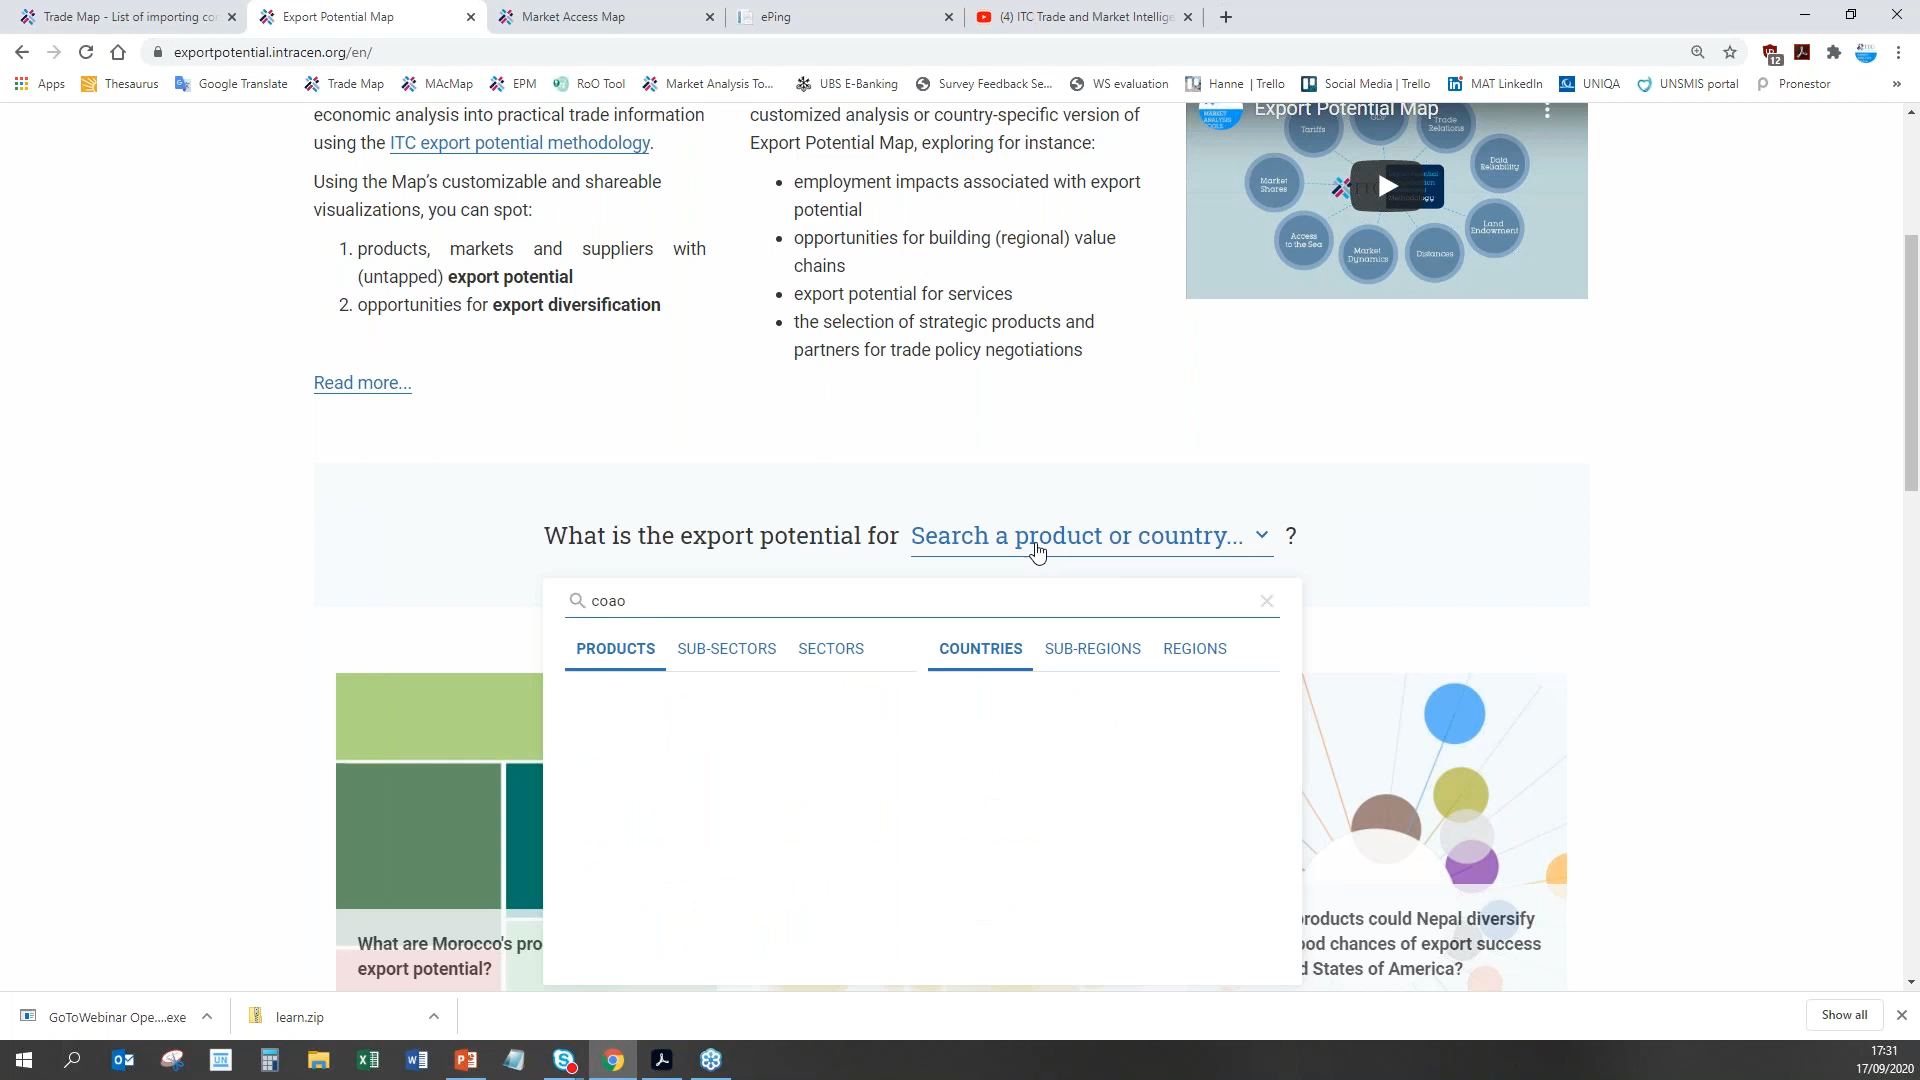 Trade Map - List of importing co
Export Potential Map
Market Access Map
ePing
(4) ITC Trade and Market Intellige
exportpotential.intracen.org/en/
12
Apps
Thesaurus
Google Translate
Trade Map
MAcMap
EPM
RoO Tool
Market Analysis To...
UBS E-Banking
Survey Feedback Se...
WS evaluation
Hanne | Trello
Social Media | Trello
MAT LinkedIn
UNIQA
UNSMIS portal
Pronestor
»
economic analysis into practical trade information
using the ITC export potential methodology.
Using the Map's customizable and shareable
visualizations, you can spot:
1. products, markets and suppliers with
(untapped) export potential
2. opportunities for export diversification
Read more...
customized analysis or country-specific version of
Export Potential Map, exploring for instance:
• employment impacts associated with export
potential
• opportunities for building (regional) value
chains
• export potential for services
• the selection of strategic products and
partners for trade policy negotiations
MARKET
ANALYSIS
TOOLS
Export Potential Map
Tariffs
GDP
Trade
Relations
Data
Reliability
Market
Shares
Land
Endowment
Access
to the Sea
Market
Dynamics
Distances
What is the export potential for Search a product or country... ?
coao
PRODUCTS SUB-SECTORS SECTORS
COUNTRIES SUB-REGIONS REGIONS
What are Morocco's pro
export potential?
roducts could Nepal diversify
od chances of export success
d States of America?
GoToWebinar Ope....exe
learn.zip
Show all
17:31
17/09/2020